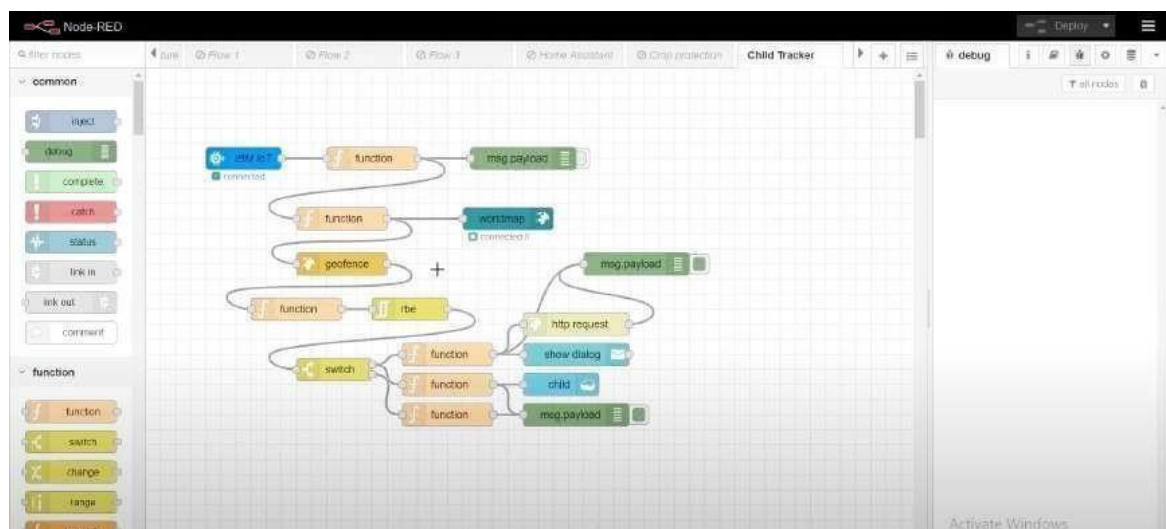 Node-RED
Deploy
filter nodes
Flow 1
Flow 2
Flow 3
Home Assistant
Crop protection
Child Tracker
debug
all nodes
common
inject
debug
complete
catch
status
link in
link out
comment
function
function
switch
change
range
IBM IoT
connected
function
msg.payload
function
worldmap
connected
geofence
msg.payload
function
rbe
http request
switch
function
show dialog
function
child
function
msg.payload
Activate Windows